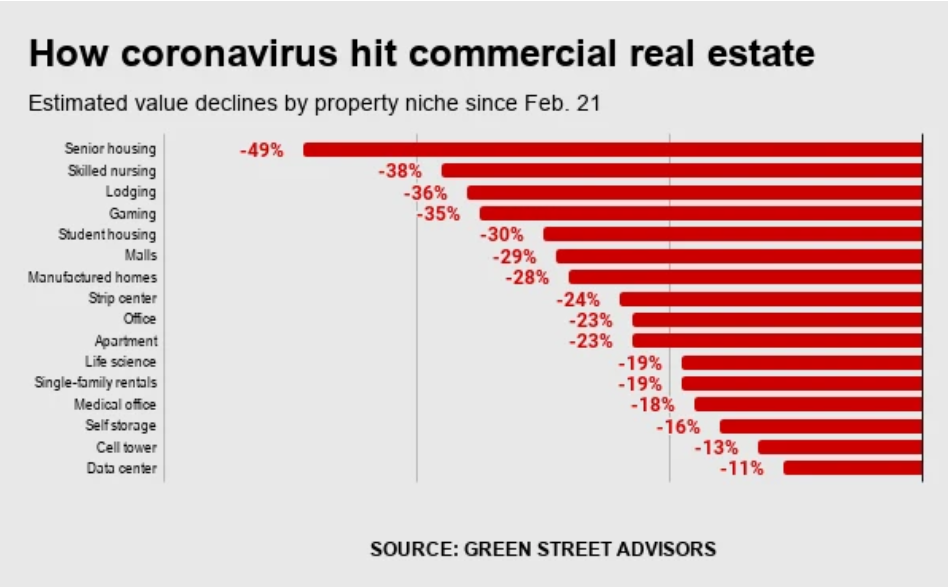 How coronavirus hit commercial real estate
Estimated value declines by property niche since Feb. 21
Senior housing -49%
Skilled nursing -38%
Lodging -36%
Gaming -35%
Student housing -30%
Malls -29%
Manufactured homes -28%
Strip center -24%
Office -23%
Apartment -23%
Life science -19%
Single-family rentals -19%
Medical office -18%
Self storage -16%
Cell tower -13%
Data center -11%
SOURCE: GREEN STREET ADVISORS